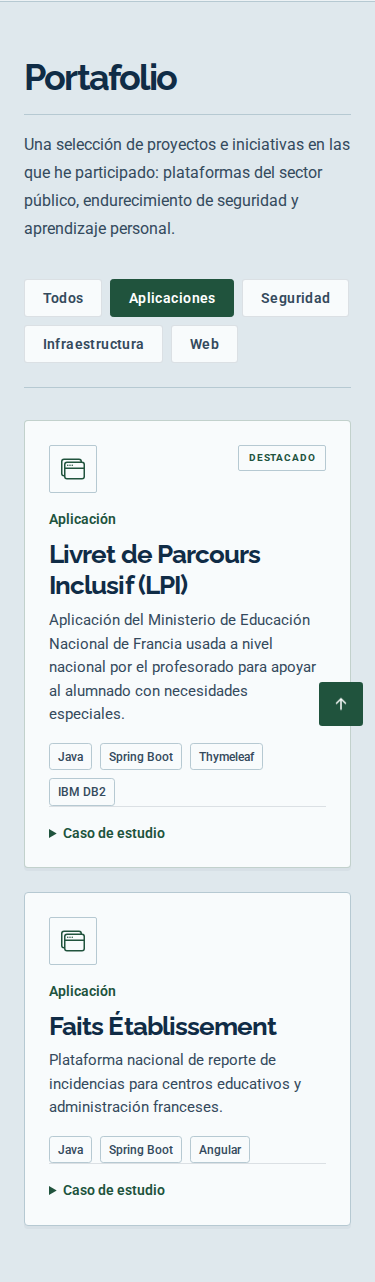 Portafolio
Una selección de proyectos e iniciativas en las
que he participado: plataformas del sector
público, endurecimiento de seguridad y
aprendizaje personal.
Todos Aplicaciones Seguridad
Infraestructura Web
DESTACADO
Aplicación
Livret de Parcours
Inclusif (LPI)
Aplicación del Ministerio de Educación
Nacional de Francia usada a nivel
nacional por el profesorado para apoyar
al alumnado con necesidades
especiales.
Java Spring Boot Thymeleaf
IBM DB2
Caso de estudio
Aplicación
Faits Établissement
Plataforma nacional de reporte de
incidencias para centros educativos y
administración franceses.
Java Spring Boot Angular
Caso de estudio